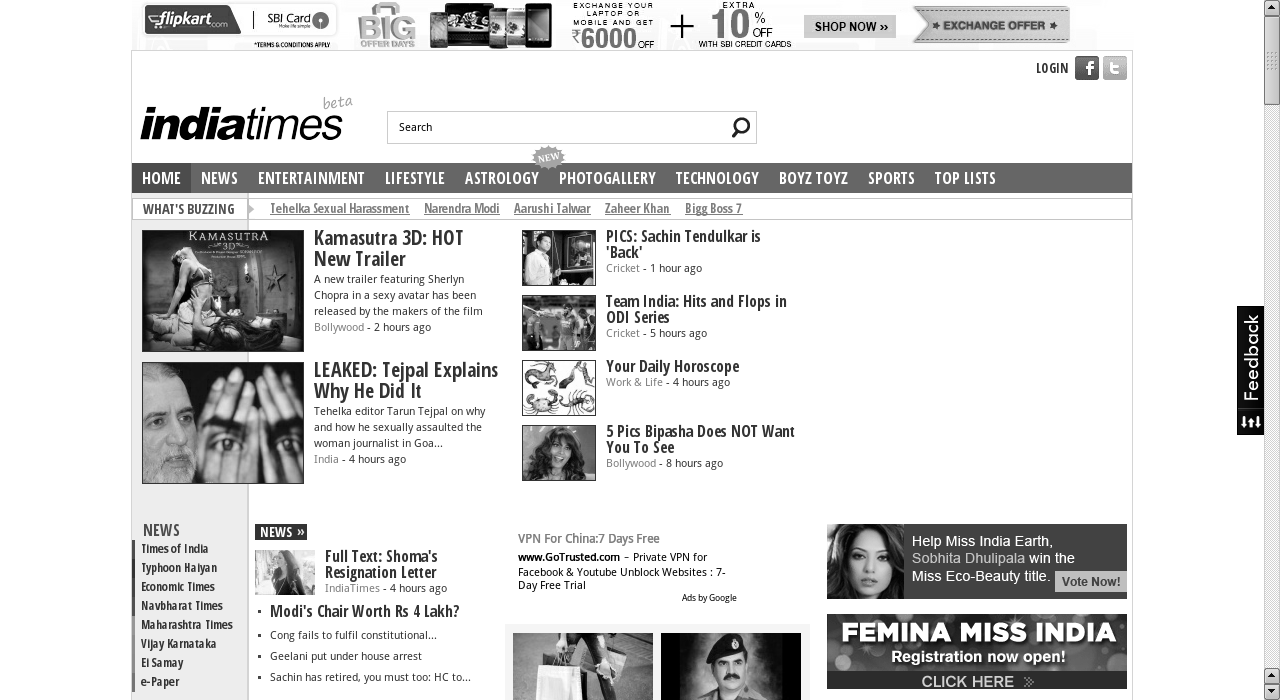 flipkart.com
SBI Card
Make life simple
*TERMS & CONDITIONS APPLY
BIG
OFFER DAYS
EXCHANGE YOUR
LAPTOP OR
MOBILE AND GET
₹6000 OFF
+
EXTRA
10% OFF
WITH SBI CREDIT CARDS
SHOP NOW »
EXCHANGE OFFER
LOGIN
beta
indiatimes
Search
NEW
HOME NEWS ENTERTAINMENT LIFESTYLE ASTROLOGY PHOTOGALLERY TECHNOLOGY BOYZ TOYZ SPORTS TOP LISTS
WHAT'S BUZZING Tehelka Sexual Harassment Narendra Modi Aarushi Talwar Zaheer Khan Bigg Boss 7
KAMASUTRA
3D
Kamasutra 3D: HOT
New Trailer
A new trailer featuring Sherlyn
Chopra in a sexy avatar has been
released by the makers of the film
Bollywood - 2 hours ago
LEAKED: Tejpal Explains
Why He Did It
Tehelka editor Tarun Tejpal on why
and how he sexually assaulted the
woman journalist in Goa...
India - 4 hours ago
PICS: Sachin Tendulkar is
'Back'
Cricket - 1 hour ago
Team India: Hits and Flops in
ODI Series
Cricket - 5 hours ago
Your Daily Horoscope
Work & Life - 4 hours ago
5 Pics Bipasha Does NOT Want
You To See
Bollywood - 8 hours ago
Feedback
NEWS
Times of India
Typhoon Haiyan
Economic Times
Navbharat Times
Maharashtra Times
Vijay Karnataka
Ei Samay
e-Paper
NEWS »
Full Text: Shoma's
Resignation Letter
IndiaTimes - 4 hours ago
Modi's Chair Worth Rs 4 Lakh?
Cong fails to fulfil constitutional...
Geelani put under house arrest
Sachin has retired, you must too: HC to...
VPN For China:7 Days Free
www.GoTrusted.com – Private VPN for
Facebook & Youtube Unblock Websites : 7-
Day Free Trial
Ads by Google
Help Miss India Earth,
Sobhita Dhulipala win the
Miss Eco-Beauty title.
Vote Now!
FEMINA MISS INDIA
Registration now open!
CLICK HERE